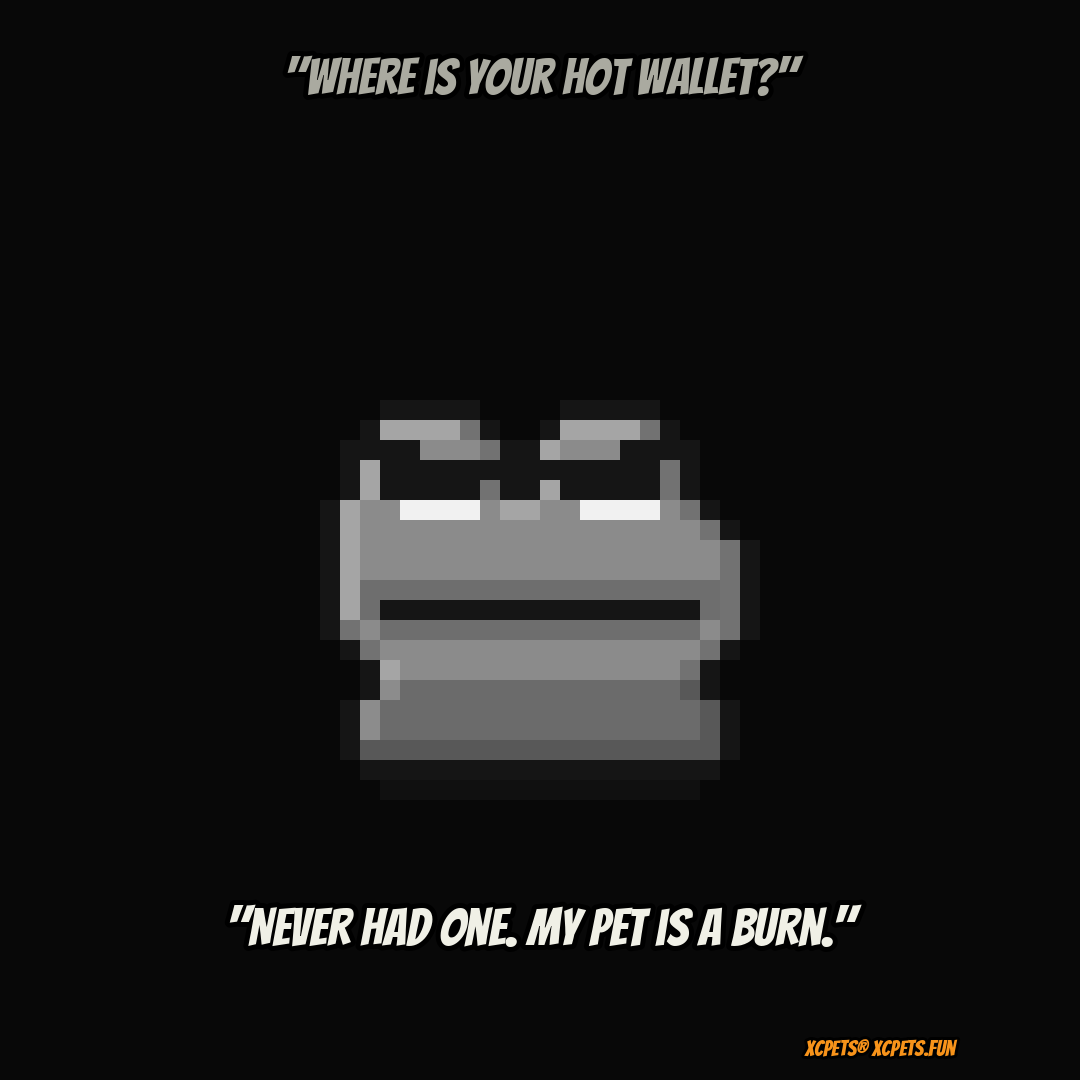 "WHERE IS YOUR HOT WALLET?"
"NEVER HAD ONE. MY PET IS A BURN."
XCPETS® XCPETS.FUN